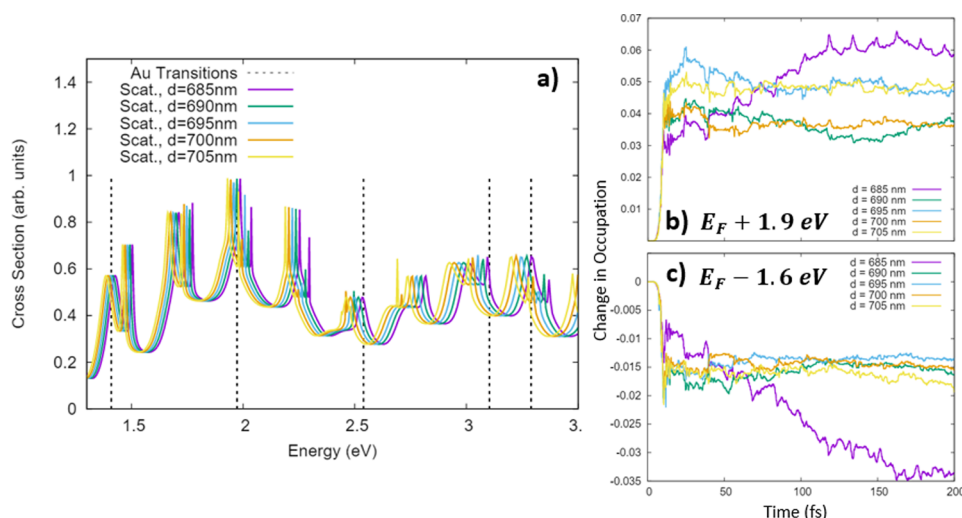 a)
Au Transitions
Scat., d=685nm
Scat., d=690nm
Scat., d=695nm
Scat., d=700nm
Scat., d=705nm
Cross Section (arb. units)
1.4
1.2
1
0.8
0.6
0.4
0.2
0
1.5
2
2.5
3
3.
Energy (eV)
Change in Occupation
0.07
0.06
0.05
0.04
0.03
0.02
0.01
b) E_F + 1.9 eV
d = 685 nm
d = 690 nm
d = 695 nm
d = 700 nm
d = 705 nm
c) E_F − 1.6 eV
d = 685 nm
d = 690 nm
d = 695 nm
d = 700 nm
d = 705 nm
0
-0.005
-0.01
-0.015
-0.02
-0.025
-0.03
-0.035
0
50
100
150
200
Time (fs)